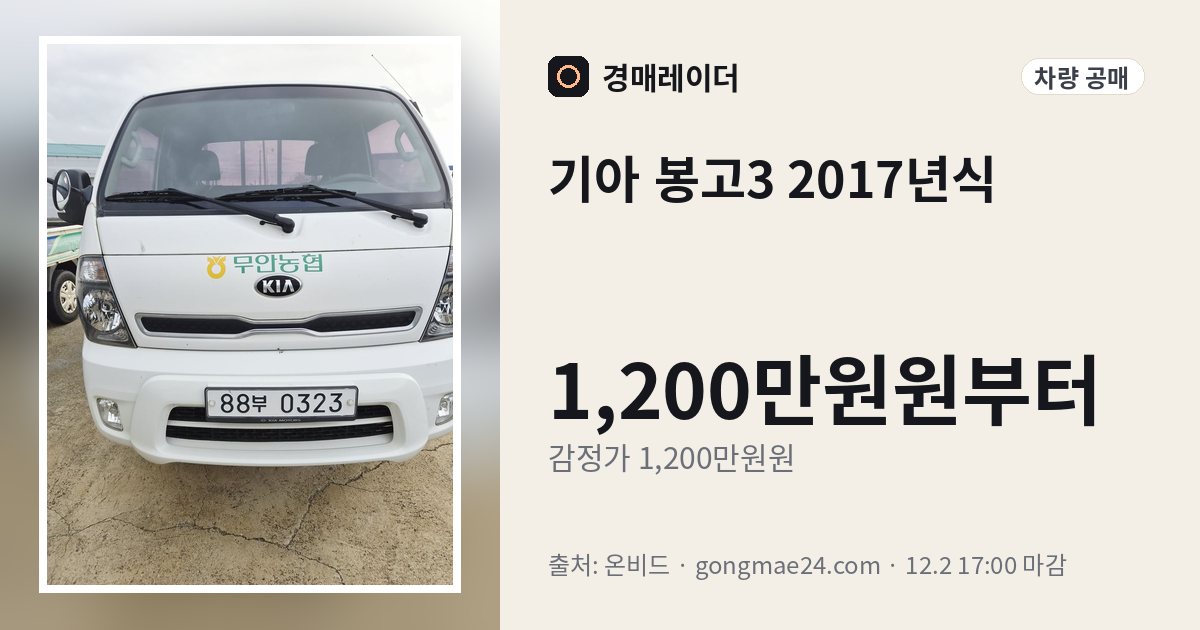 무안농협
KIA
88부 0323
KIA MOTORS
경매레이더
차량 공매
기아 봉고3 2017년식
1,200만원원부터
감정가 1,200만원원
출처: 온비드 · gongmae24.com · 12.2 17:00 마감